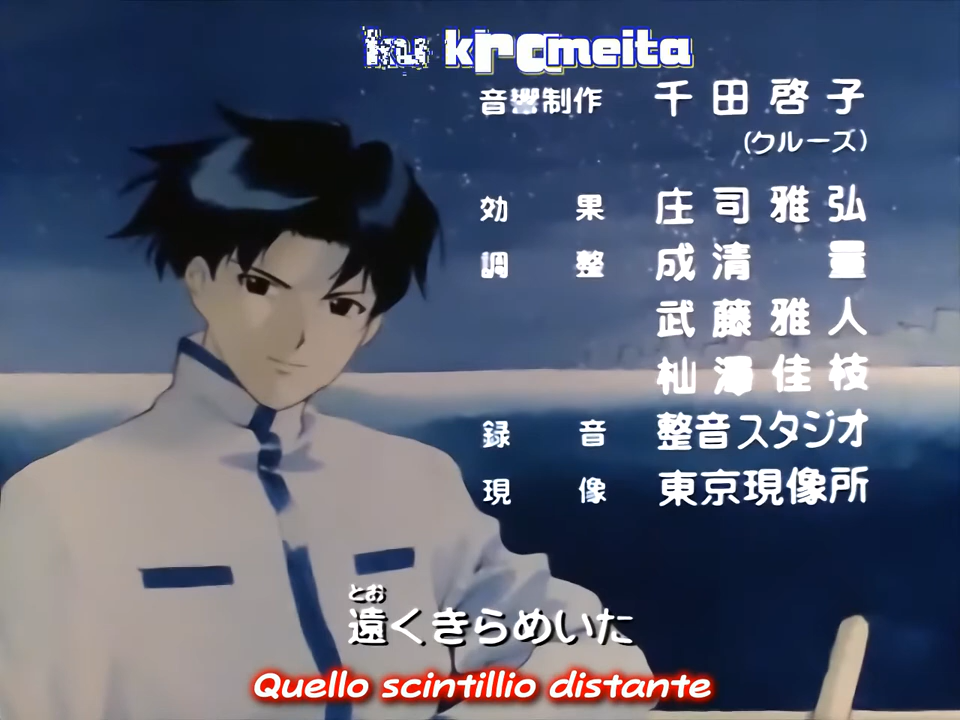 ku krameita
音響制作 千田啓子
(クルーズ)
効果 庄司雅弘
調整 成清量
武藤雅人
杣澤佳枝
録音 整音スタジオ
現像 東京現像所
とお
遠くきらめいた
Quello scintillio distante